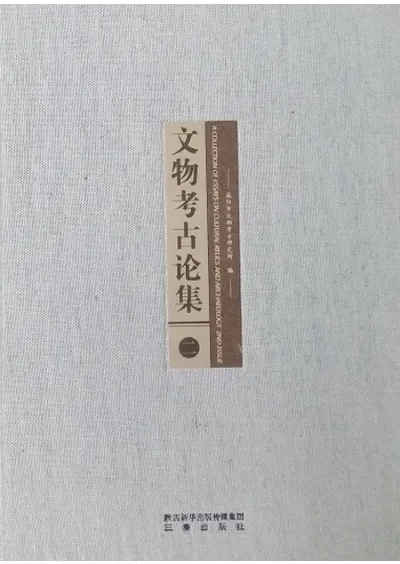 文物考古论集
二
A COLLECTION OF ESSAYS ON CULTURAL RELICS AND ARCHAEOLOGY 2ND ISSUE
咸阳市文物考古研究所 编
陕西新华出版传媒集团
三秦出版社